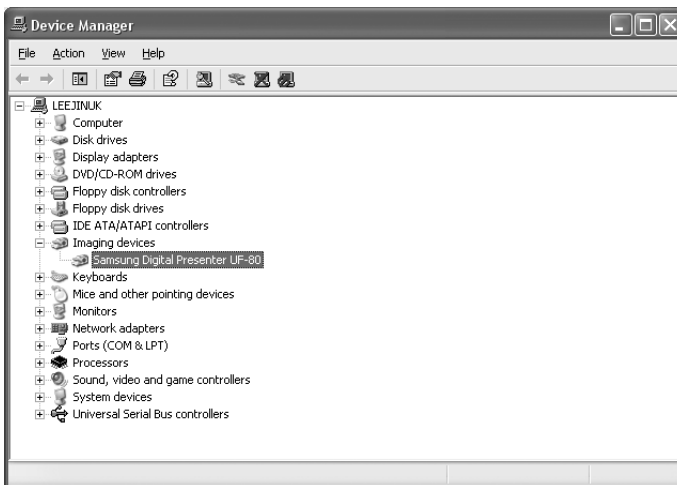 Device Manager
File Action View Help
LEEJINUK
Computer
Disk drives
Display adapters
DVD/CD-ROM drives
Floppy disk controllers
Floppy disk drives
IDE ATA/ATAPI controllers
Imaging devices
Samsung Digital Presenter UF-80
Keyboards
Mice and other pointing devices
Monitors
Network adapters
Ports (COM & LPT)
Processors
Sound, video and game controllers
System devices
Universal Serial Bus controllers